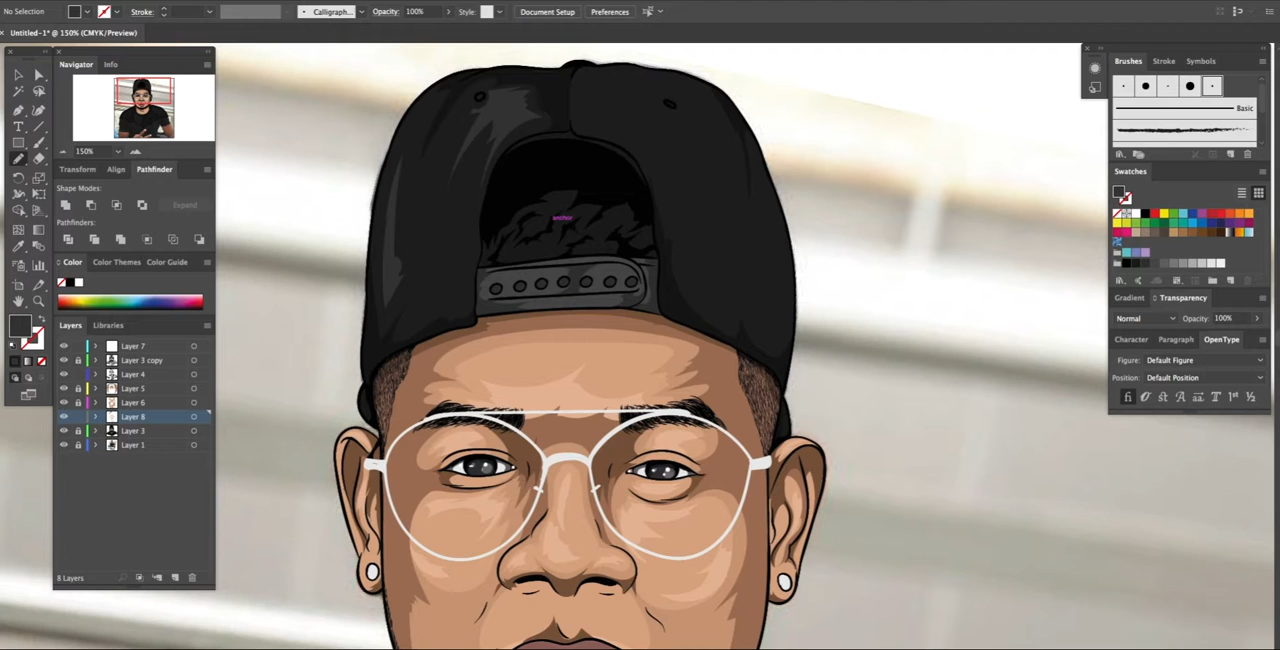 No Selection Stroke: Calligraph... Opacity: 100% Style: Document Setup Preferences
Untitled-1* @ 150% (CMYK/Preview)
Navigator Info
150%
Transform Align Pathfinder
Shape Modes:
Expand
Pathfinders:
Color Color Themes Color Guide
Layers Libraries
Layer 7
Layer 3 copy
Layer 4
Layer 5
Layer 6
Layer 8
Layer 3
Layer 1
8 Layers
anchor
Brushes Stroke Symbols
Basic
Swatches
Gradient Transparency
Normal Opacity: 100%
Character Paragraph OpenType
Figure: Default Figure
Position: Default Position